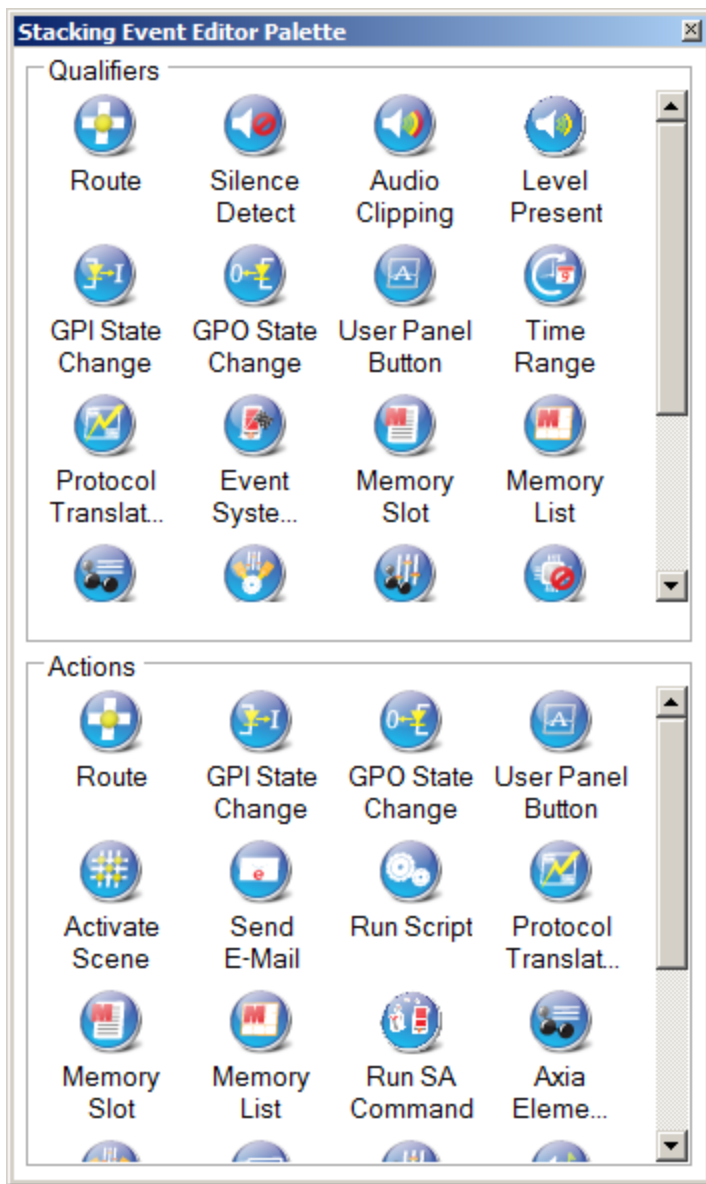 Stacking Event Editor Palette
Qualifiers
Route Silence Audio Level
Detect Clipping Present
GPI State GPO State User Panel Time
Change Change Button Range
Protocol Event Memory Memory
Translat... Syste... Slot List
Actions
Route GPI State GPO State User Panel
Change Change Button
Activate Send Run Script Protocol
Scene E-Mail Translat...
Memory Memory Run SA Axia
Slot List Command Eleme...